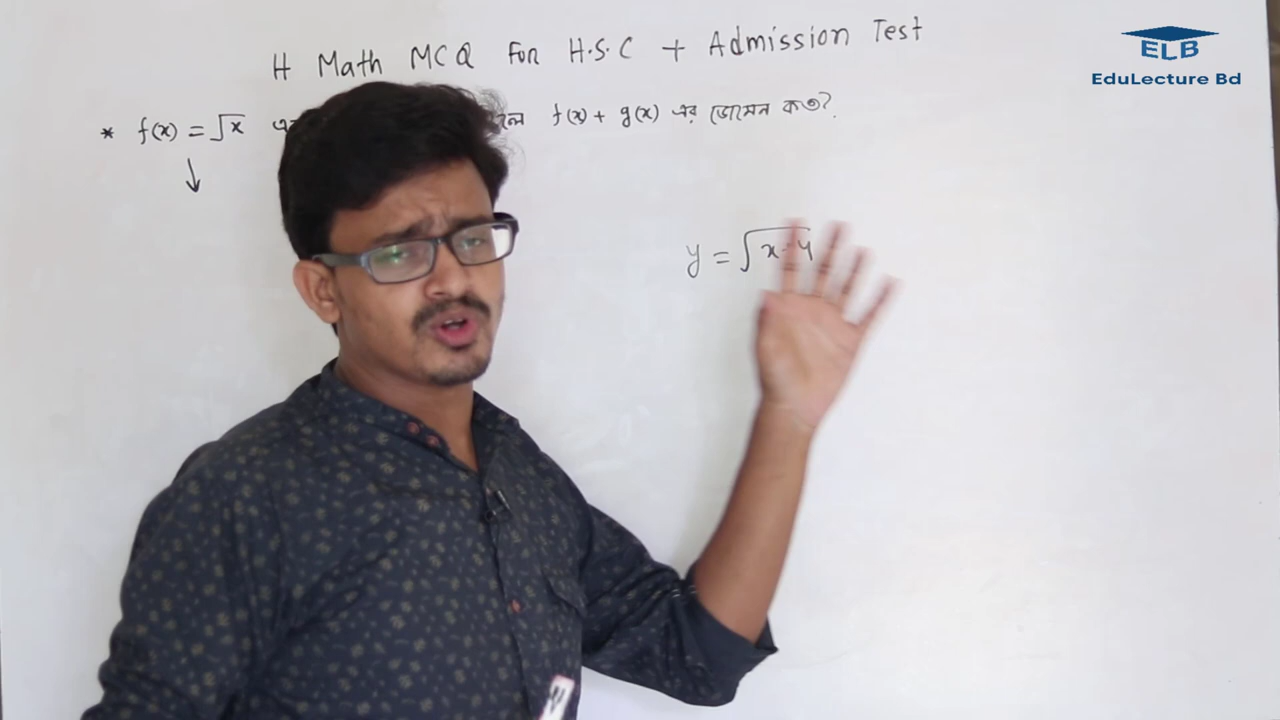 H Math MCQ For H.S.C + Admission Test
ELB
EduLecture Bd
* f(x) = √x f(x) + g(x) এর ডোমেন কত?
↓
y = √x-4